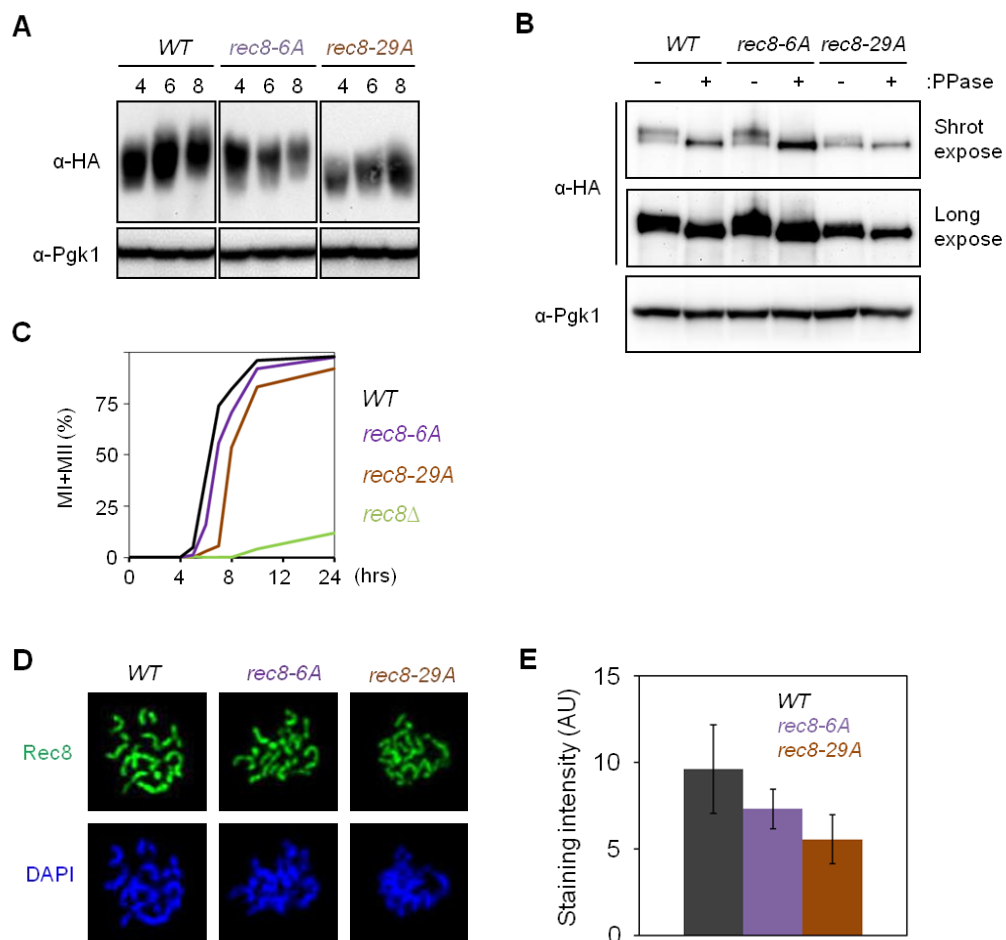 A
WT rec8-6A rec8-29A
4 6 8 4 6 8 4 6 8
α-HA
α-Pgk1
B
WT rec8-6A rec8-29A
- + - + - + :PPase
Shrot
expose
α-HA
Long
expose
α-Pgk1
C
MI+MII (%)
75
50
25
0
0 4 8 12 24 (hrs)
WT
rec8-6A
rec8-29A
rec8Δ
D
WT rec8-6A rec8-29A
Rec8
DAPI
E
Staining intensity (AU)
15
10
5
0
WT
rec8-6A
rec8-29A